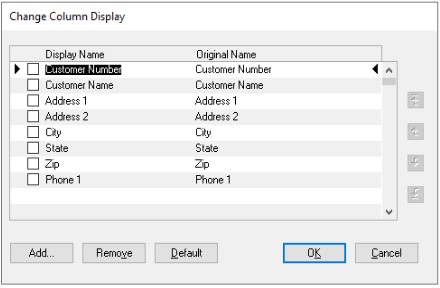 Change Column Display
Display Name Original Name
Customer Number Customer Number
Customer Name Customer Name
Address 1 Address 1
Address 2 Address 2
City City
State State
Zip Zip
Phone 1 Phone 1
Add... Remove Default OK Cancel